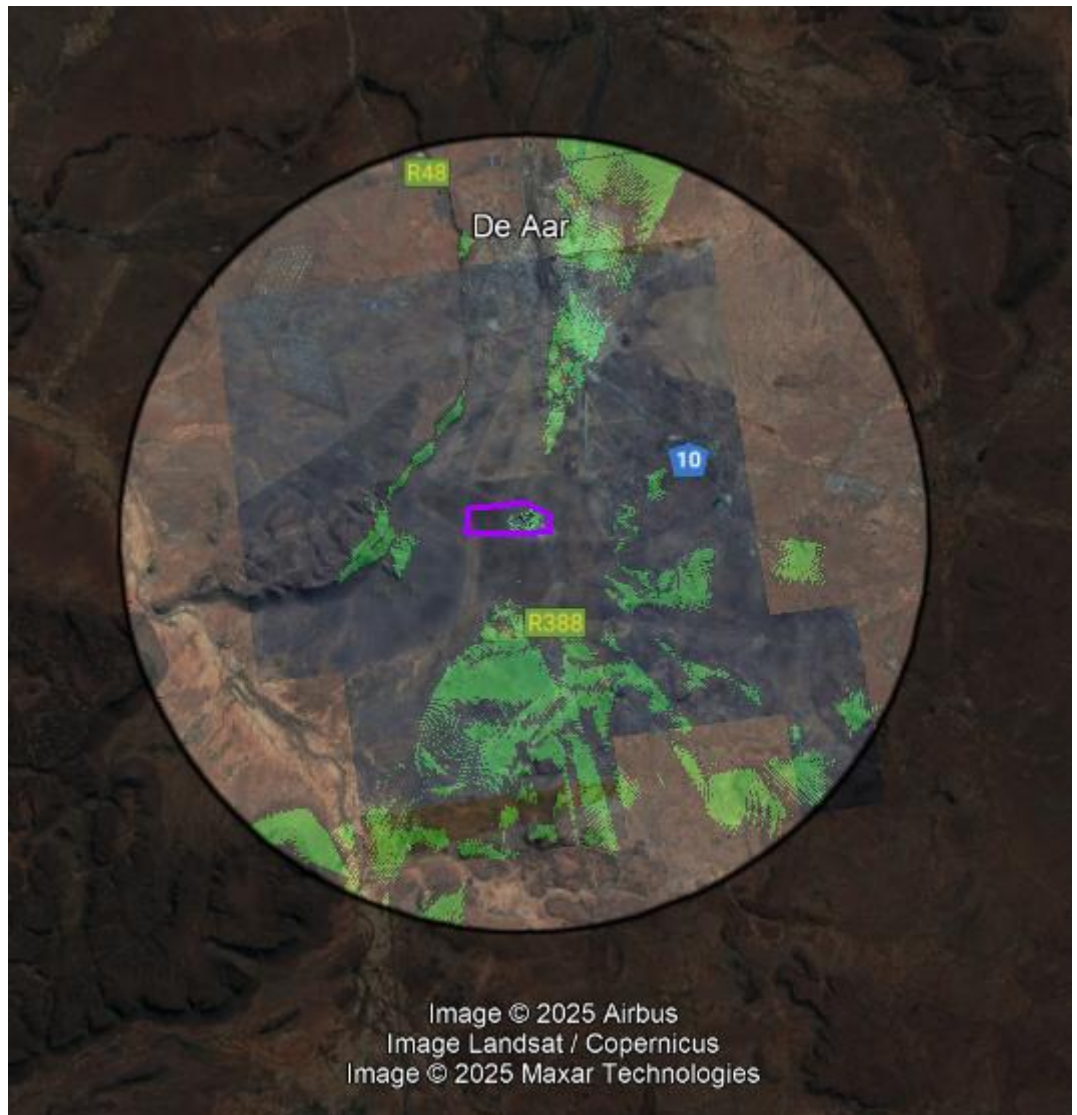 R48
De Aar
10
R388
Image © 2025 Airbus
Image Landsat / Copernicus
Image © 2025 Maxar Technologies